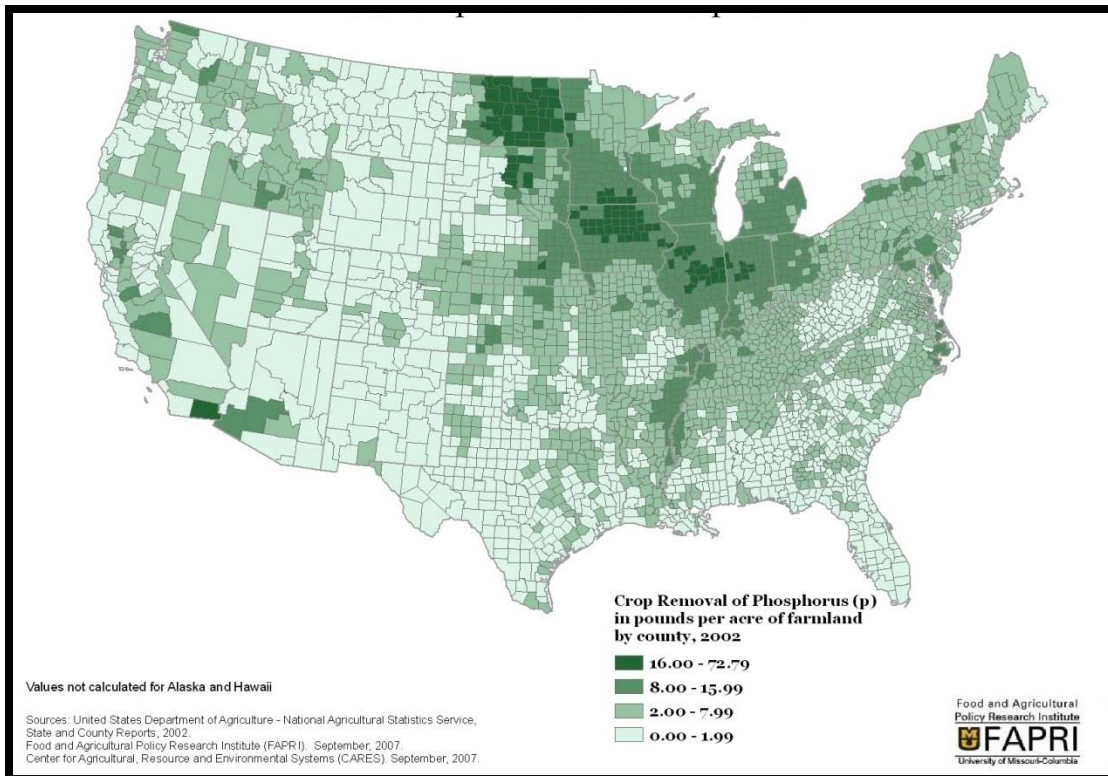 Crop Removal of Phosphorus (p)
in pounds per acre of farmland
by county, 2002
16.00 - 72.79
8.00 - 15.99
2.00 - 7.99
0.00 - 1.99
Values not calculated for Alaska and Hawaii
Sources: United States Department of Agriculture - National Agricultural Statistics Service,
State and County Reports, 2002.
Food and Agricultural Policy Research Institute (FAPRI). September, 2007.
Center for Agricultural, Resource and Environmental Systems (CARES). September, 2007.
Food and Agricultural
Policy Research Institute
FAPRI
University of Missouri-Columbia